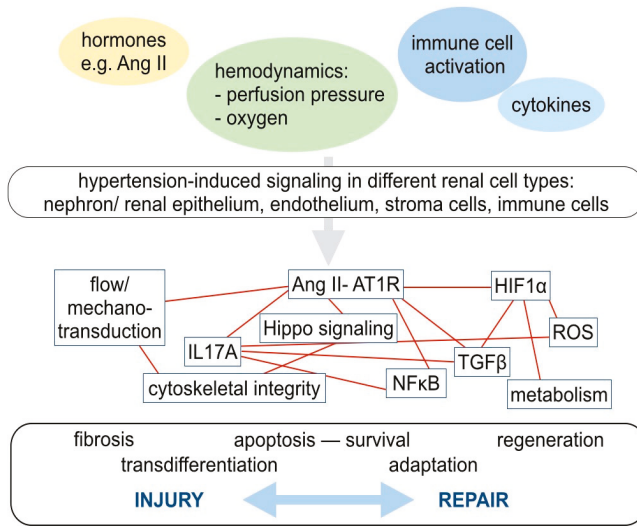 hormones
e.g. Ang II
hemodynamics:
- perfusion pressure
- oxygen
immune cell
activation
cytokines
hypertension-induced signaling in different renal cell types:
nephron/ renal epithelium, endothelium, stroma cells, immune cells
flow/
mechano-
transduction
Ang II- AT1R
HIF1α
Hippo signaling
ROS
IL17A
TGFβ
cytoskeletal integrity
NFκB
metabolism
fibrosis
apoptosis — survival
regeneration
transdifferentiation
adaptation
INJURY
REPAIR